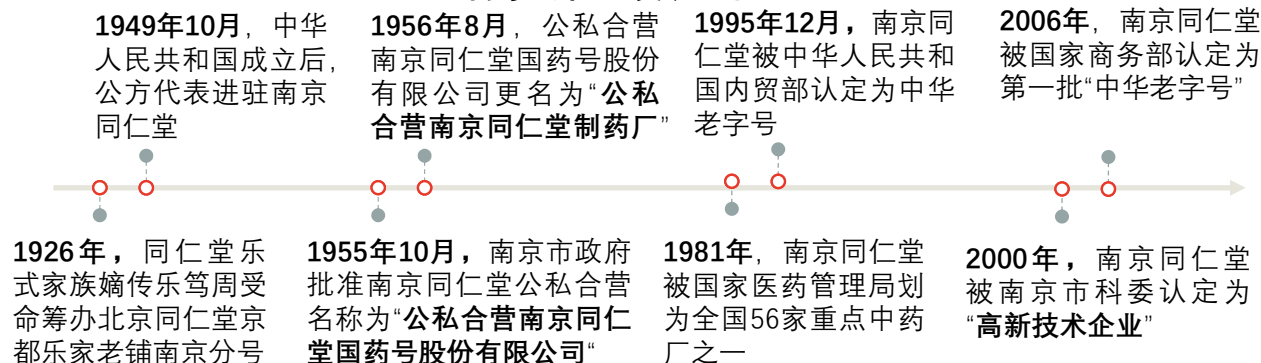 1949年10月，中华
人民共和国成立后，
公方代表进驻南京
同仁堂
1956年8月，公私合营
南京同仁堂国药号股份
有限公司更名为“公私
合营南京同仁堂制药厂”
1995年12月，南京同
仁堂被中华人民共和
国内贸部认定为中华
老字号
2006年，南京同仁堂
被国家商务部认定为
第一批“中华老字号”
1926年，同仁堂乐
式家族嫡传乐笃周受
命筹办北京同仁堂京
都乐家老铺南京分号
1955年10月，南京市政府
批准南京同仁堂公私合营
名称为“公私合营南京同仁
堂国药号股份有限公司“
1981年，南京同仁堂
被国家医药管理局划
为全国56家重点中药
厂之一
2000年，南京同仁堂
被南京市科委认定为
“高新技术企业”